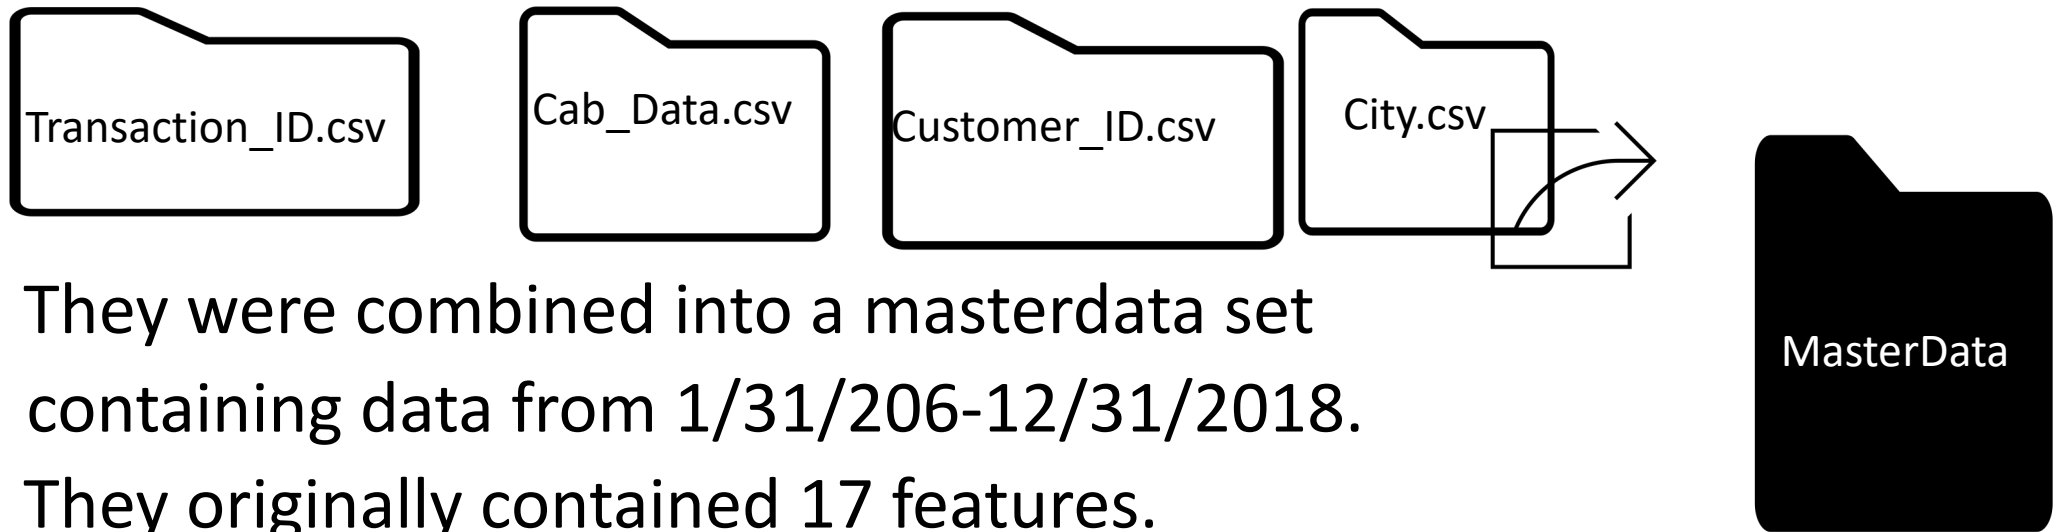 Transaction_ID.csv
Cab_Data.csv
Customer_ID.csv
City.csv
MasterData
They were combined into a masterdata set
containing data from 1/31/206-12/31/2018.
They originally contained 17 features.